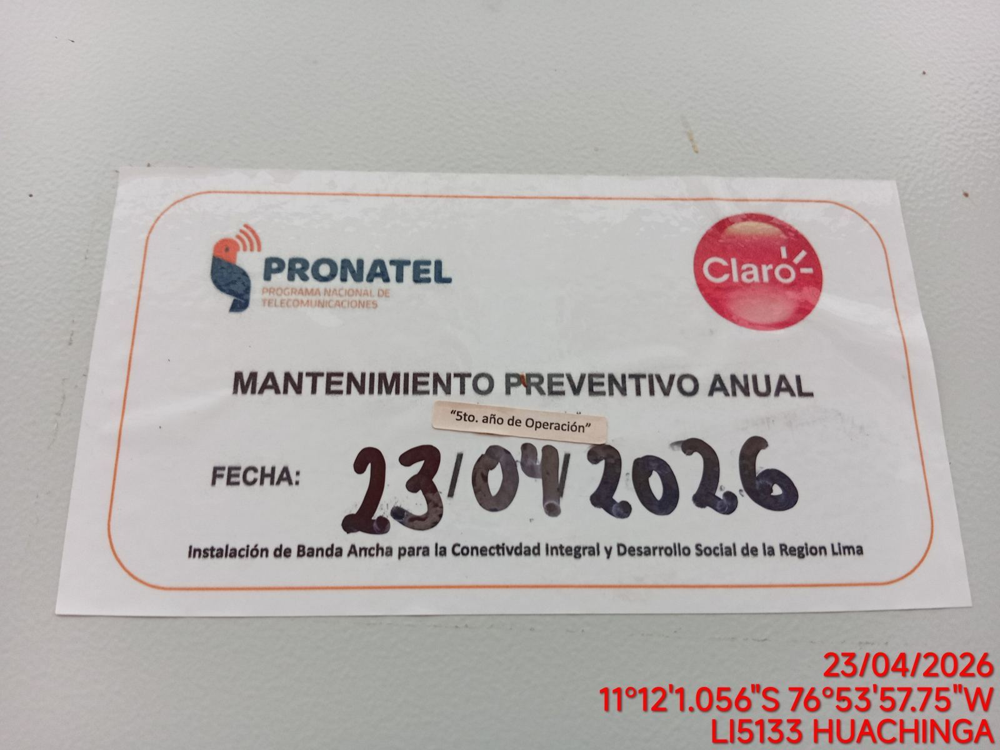 PRONATEL
PROGRAMA NACIONAL DE
TELECOMUNICACIONES
Claro
MANTENIMIENTO PREVENTIVO ANUAL
"5to. año de Operación"
FECHA: 23/04/2026
Instalación de Banda Ancha para la Conectivdad Integral y Desarrollo Social de la Region Lima
23/04/2026
11°12'1.056"S 76°53'57.75"W
LI5133 HUACHINGA